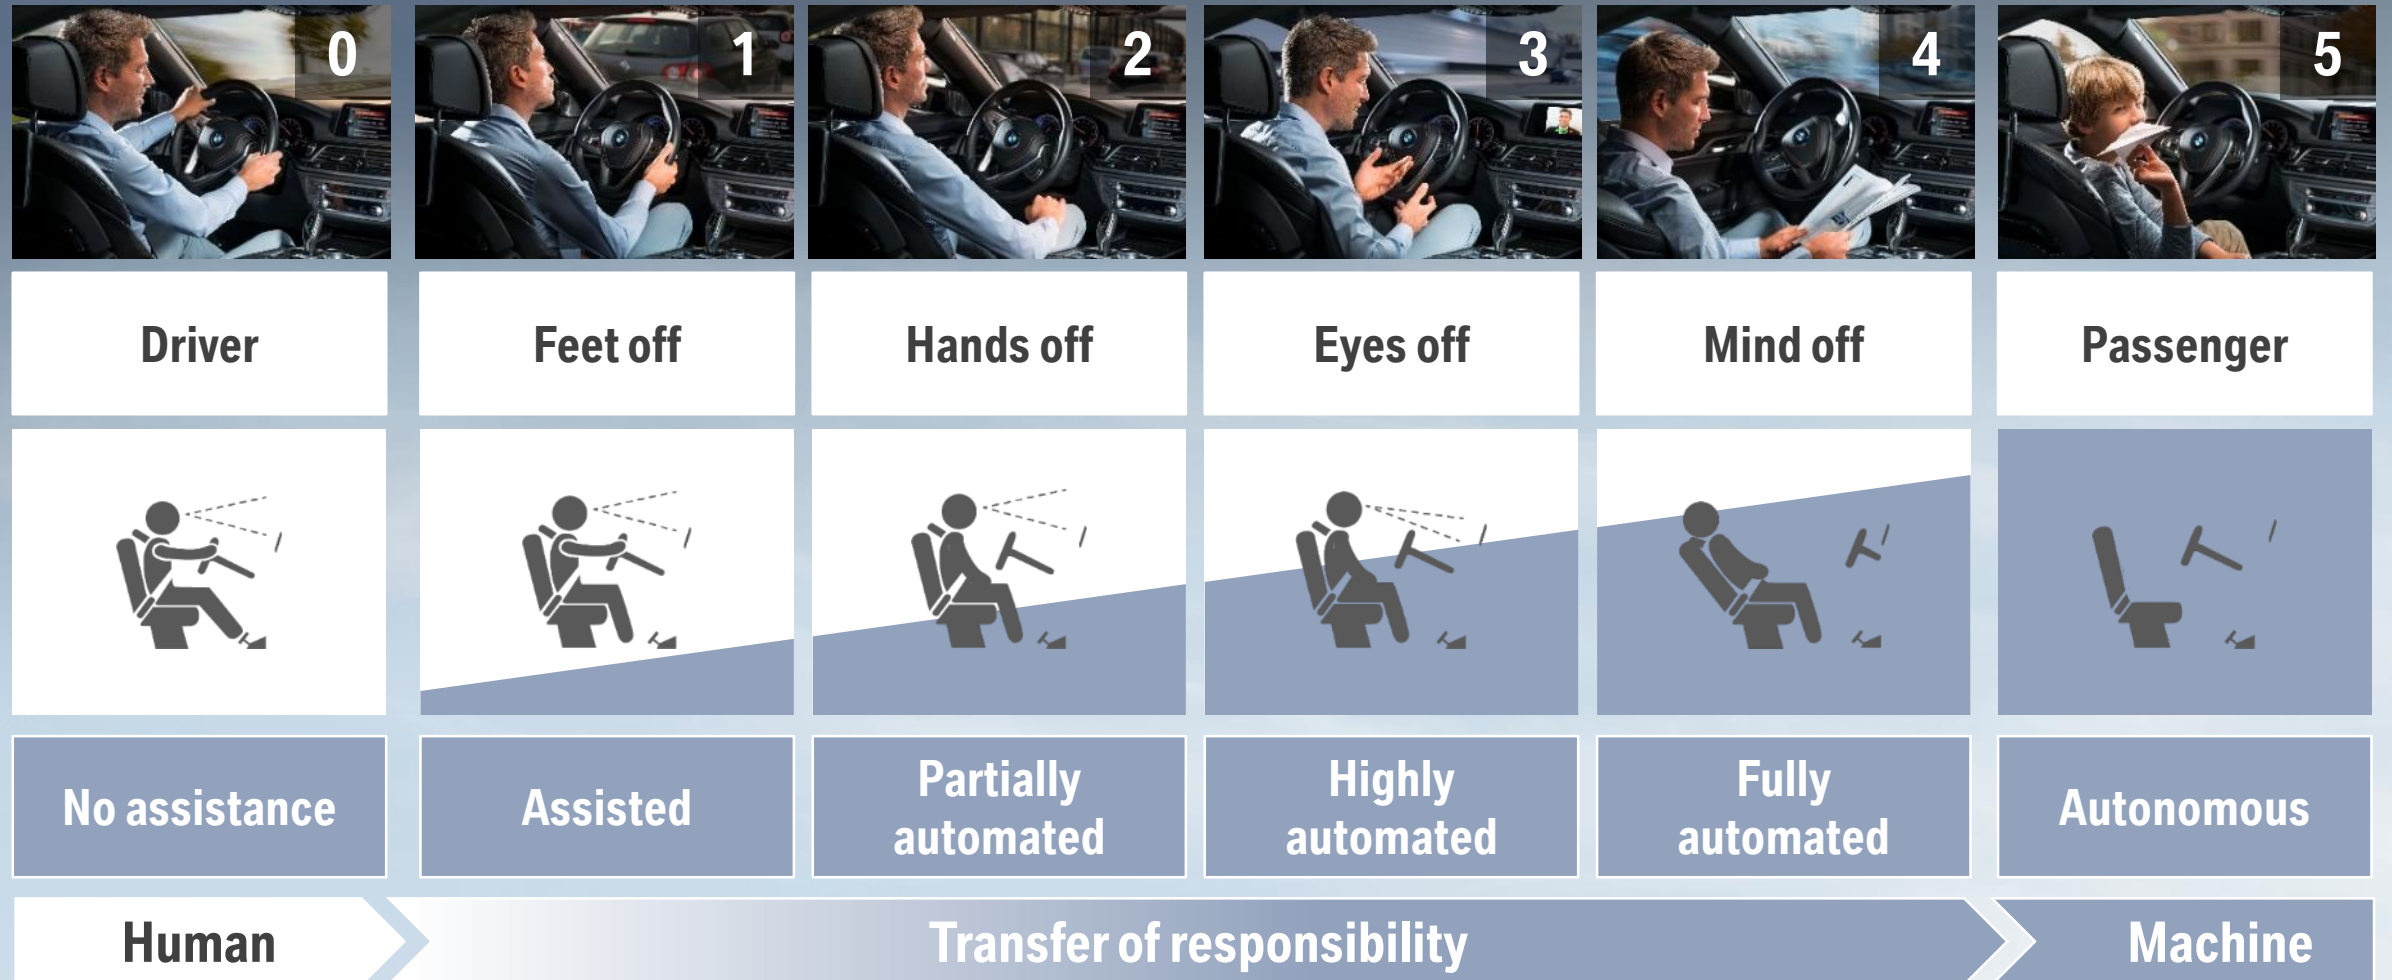 0
1
2
3
4
5
Driver
Feet off
Hands off
Eyes off
Mind off
Passenger
No assistance
Assisted
Partially
automated
Highly
automated
Fully
automated
Autonomous
Human
Transfer of responsibility
Machine